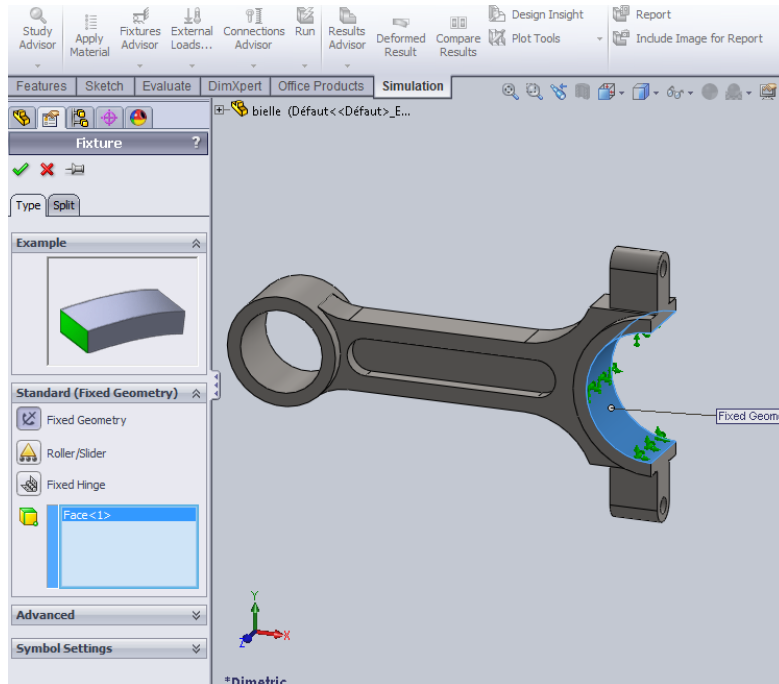 Study Advisor
Apply Material
Fixtures Advisor
External Loads...
Connections Advisor
Run
Results Advisor
Deformed Result
Compare Results
Design Insight
Plot Tools
Report
Include Image for Report
Features
Sketch
Evaluate
DimXpert
Office Products
Simulation
bielle (Défaut<<Défaut>_E...
Fixture
?
Type
Split
Example
Standard (Fixed Geometry)
Fixed Geometry
Roller/Slider
Fixed Hinge
Face<1>
Advanced
Symbol Settings
Fixed Geom
Y
X
Z
*Dimetric